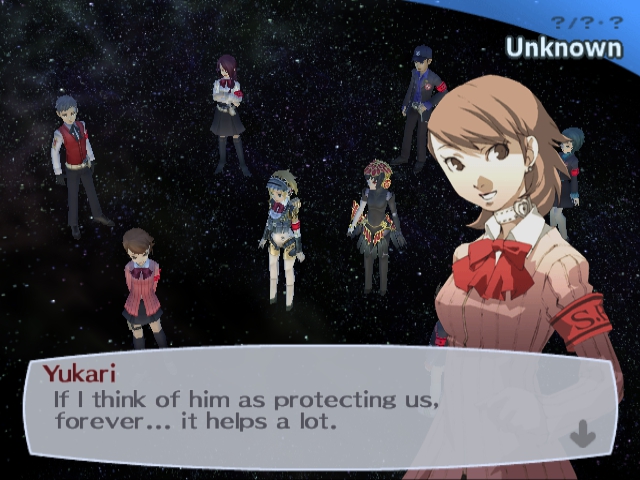 ?/?・?
Unknown
S.
Yukari
If I think of him as protecting us,
forever... it helps a lot.